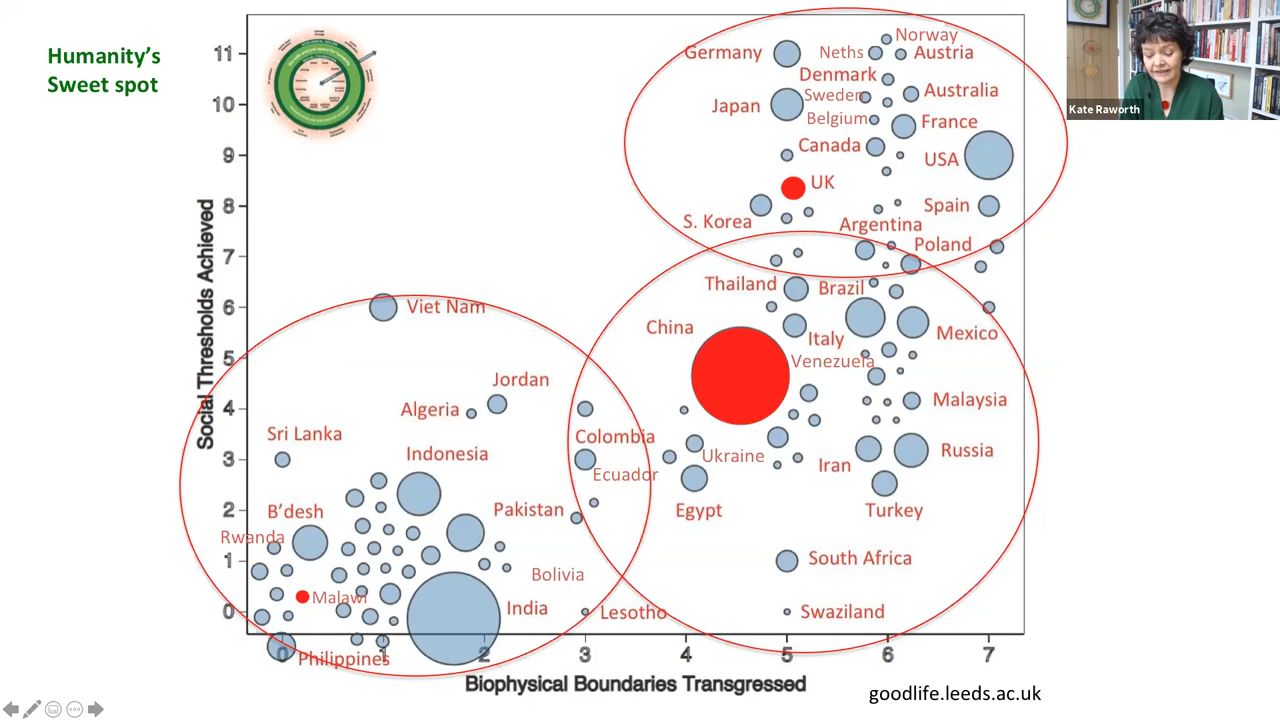 Humanity's
Sweet spot
Norway
Germany
Neths
Austria
Denmark
Sweden
Australia
Japan
Belgium
France
Canada
USA
UK
Spain
S. Korea
Argentina
Poland
Thailand
Brazil
Viet Nam
China
Italy
Mexico
Venezuela
Jordan
Algeria
Malaysia
Sri Lanka
Colombia
Indonesia
Ukraine
Iran
Russia
Ecuador
B'desh
Pakistan
Egypt
Turkey
Rwanda
South Africa
Bolivia
Malawi
India
Lesotho
Swaziland
Philippines
11
10
9
8
7
6
5
4
3
2
1
0
Social Thresholds Achieved
0 1 2 3 4 5 6 7
Biophysical Boundaries Transgressed
goodlife.leeds.ac.uk
Kate Raworth